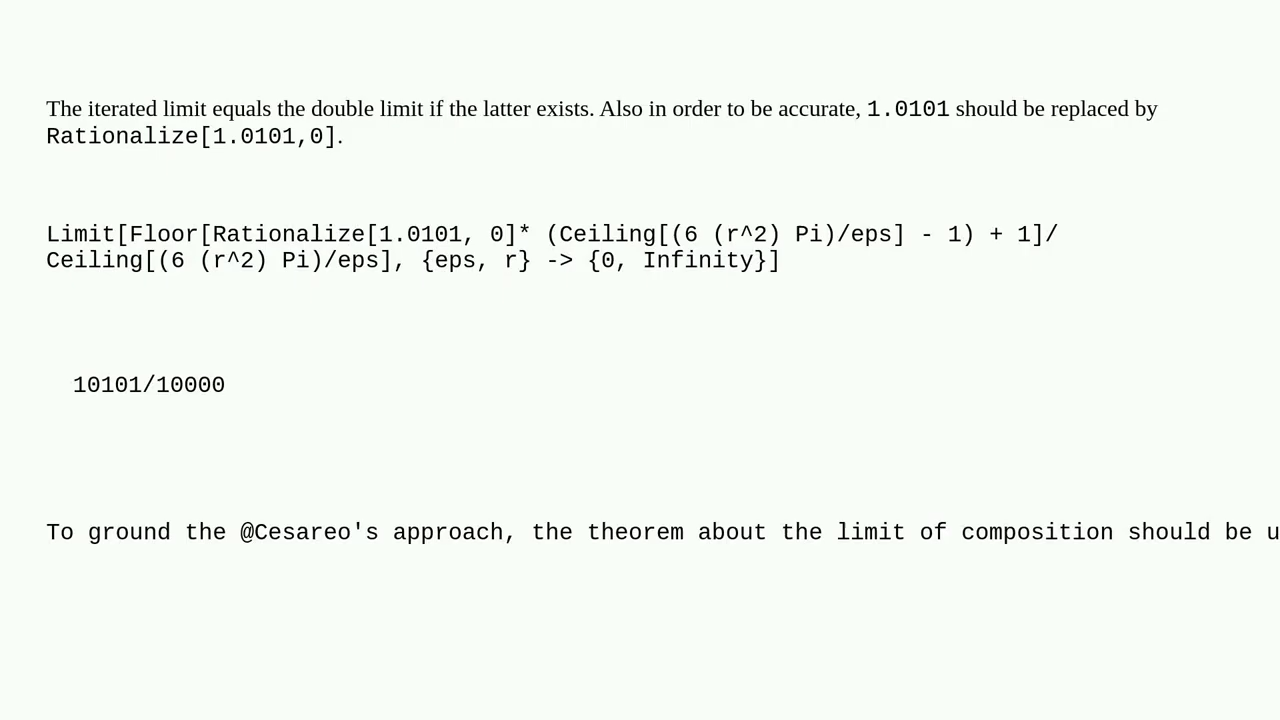 The iterated limit equals the double limit if the latter exists. Also in order to be accurate, 1.0101 should be replaced by
Rationalize[1.0101,0].
Limit[Floor[Rationalize[1.0101, 0]* (Ceiling[(6 (r^2) Pi)/eps] - 1) + 1]/
Ceiling[(6 (r^2) Pi)/eps], {eps, r} -> {0, Infinity}]
10101/10000
To ground the @Cesareo's approach, the theorem about the limit of composition should be